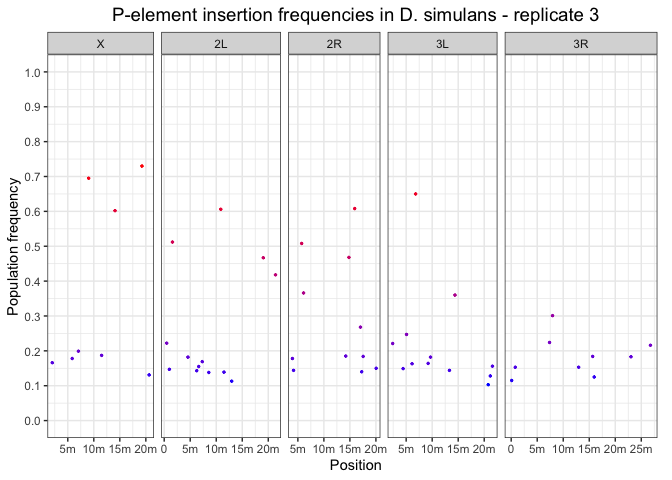 P-element insertion frequencies in D. simulans - replicate 3
X 2L 2R 3L 3R
1.0
0.9
0.8
0.7
0.6
0.5
0.4
0.3
0.2
0.1
0.0
Population frequency
5m 10m 15m 20m 0 5m 10m 15m 20m 5m 10m 15m 20m 5m 10m 15m 20m 0 5m 10m 15m 20m 25m
Position